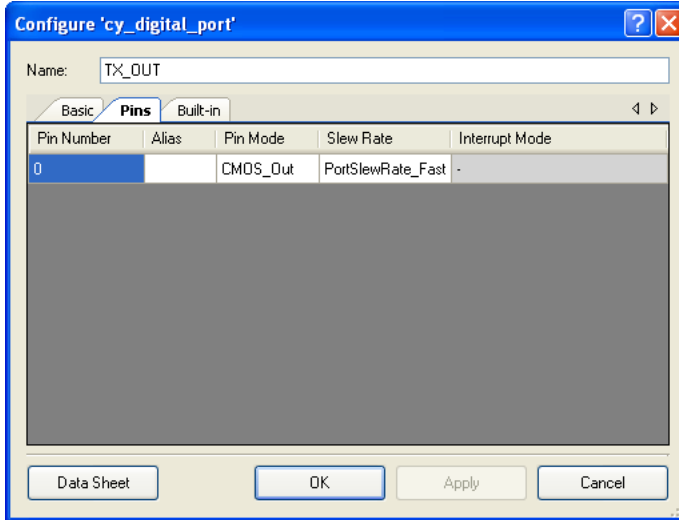 Configure 'cy_digital_port'
Name: TX_OUT
Basic Pins Built-in
Pin Number Alias Pin Mode Slew Rate Interrupt Mode
0 CMOS_Out PortSlewRate_Fast -
Data Sheet OK Apply Cancel